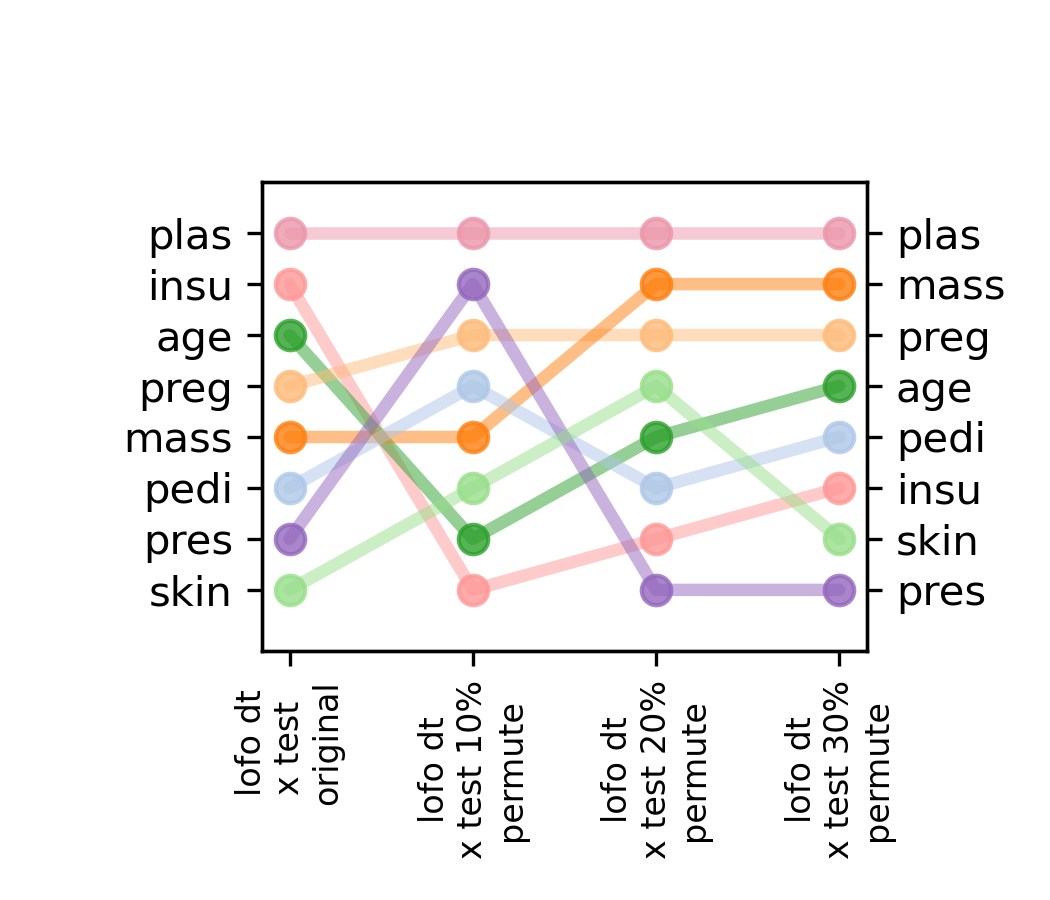 plas
insu
age
preg
mass
pedi
pres
skin
plas
mass
preg
age
pedi
insu
skin
pres
lofo dt
x test
original
lofo dt
x test 10%
permute
lofo dt
x test 20%
permute
lofo dt
x test 30%
permute